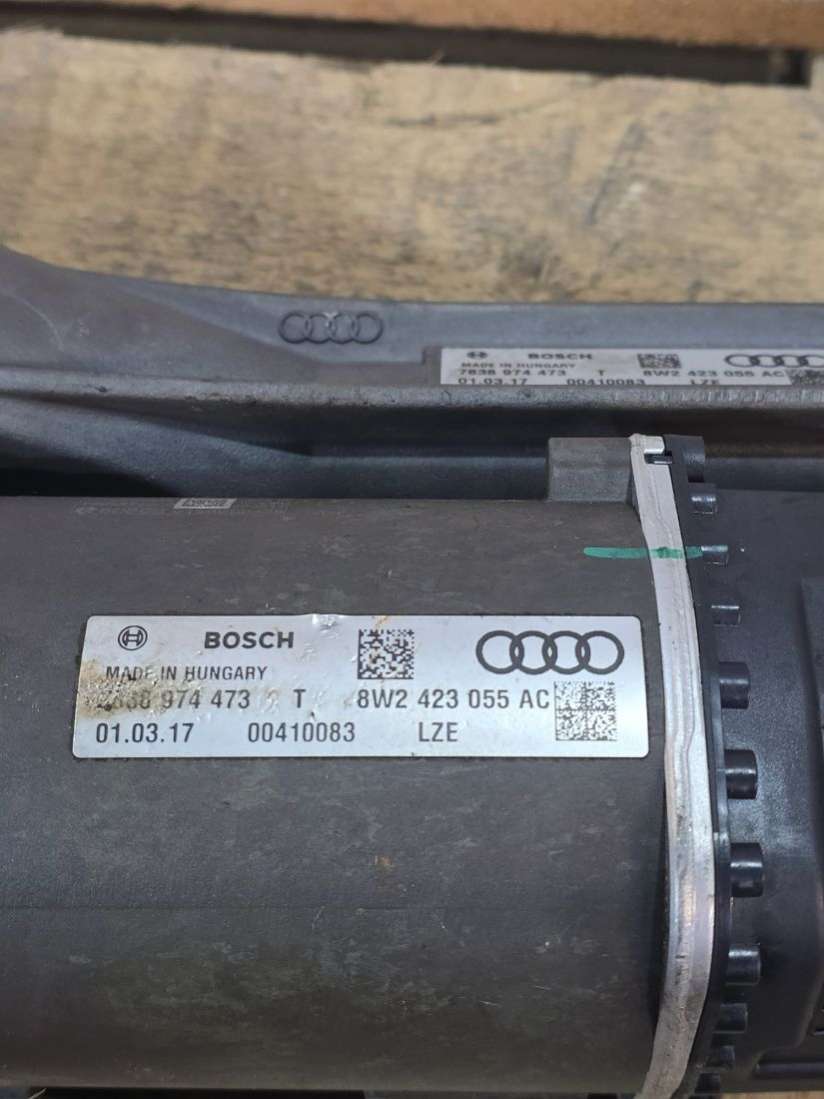 BOSCH
MADE IN HUNGARY
7838 974 473 T 8W2 423 055 AC
01.03.17 00410083 LZE
BOSCH
MADE IN HUNGARY
7838 974 473 T 8W2 423 055 AC
01.03.17 00410083 LZE